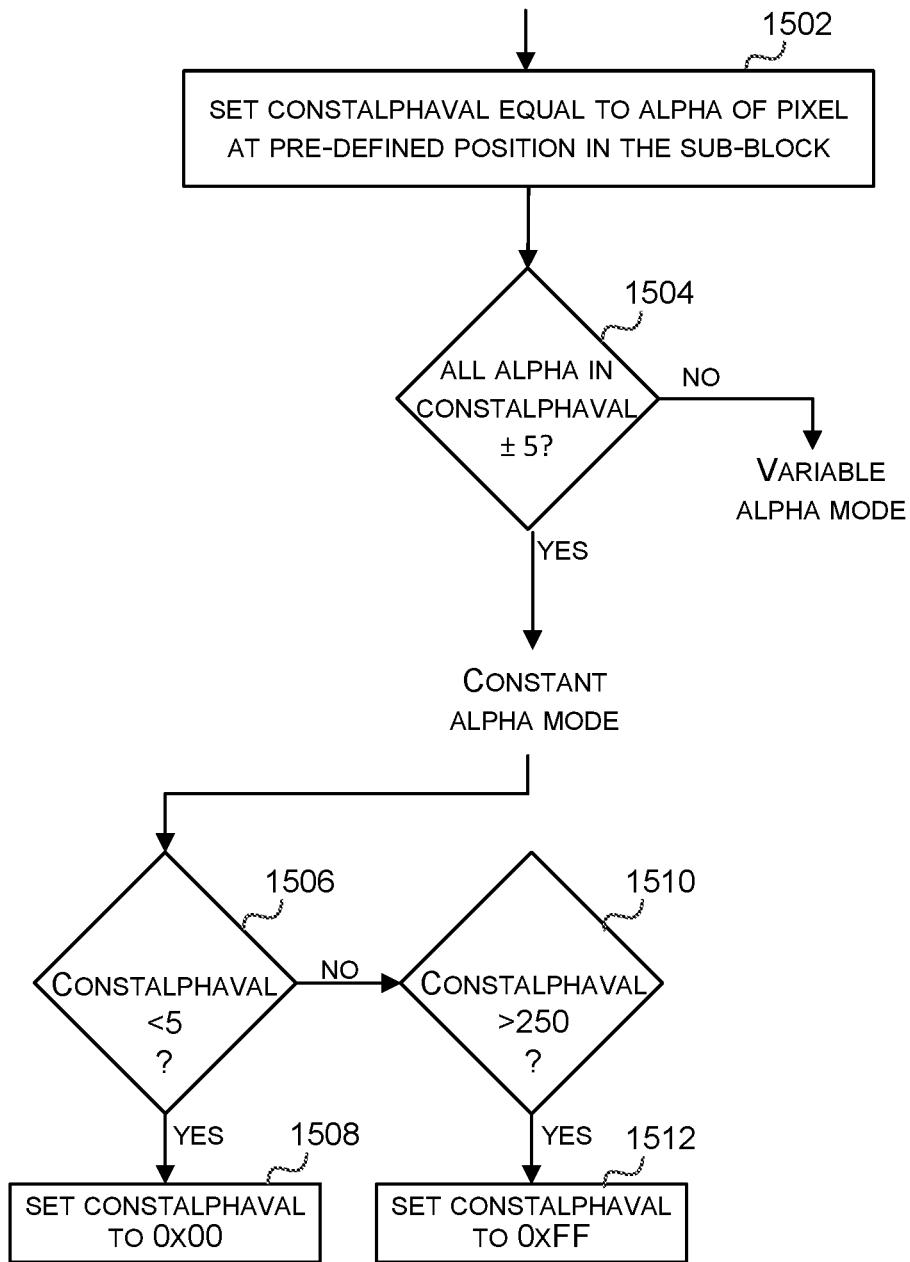 1502
SET CONSTALPHAVAL EQUAL TO ALPHA OF PIXEL
AT PRE-DEFINED POSITION IN THE SUB-BLOCK
1504
ALL ALPHA IN
CONSTALPHAVAL
± 5?
NO
VARIABLE
ALPHA MODE
YES
CONSTANT
ALPHA MODE
1506
CONSTALPHAVAL
<5
?
NO
1510
CONSTALPHAVAL
>250
?
YES
1508
SET CONSTALPHAVAL
TO 0X00
YES
1512
SET CONSTALPHAVAL
TO 0XFF